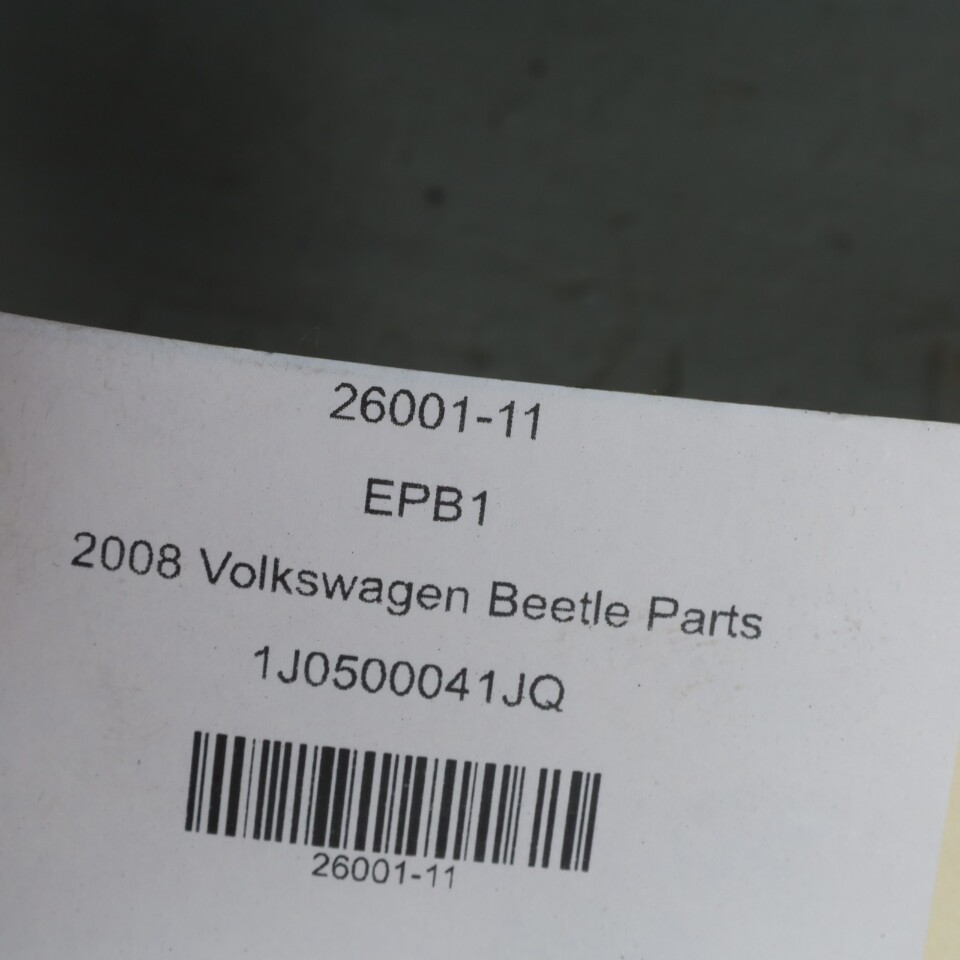 26001-11
EPB1
2008 Volkswagen Beetle Parts
1J0500041JQ
26001-11